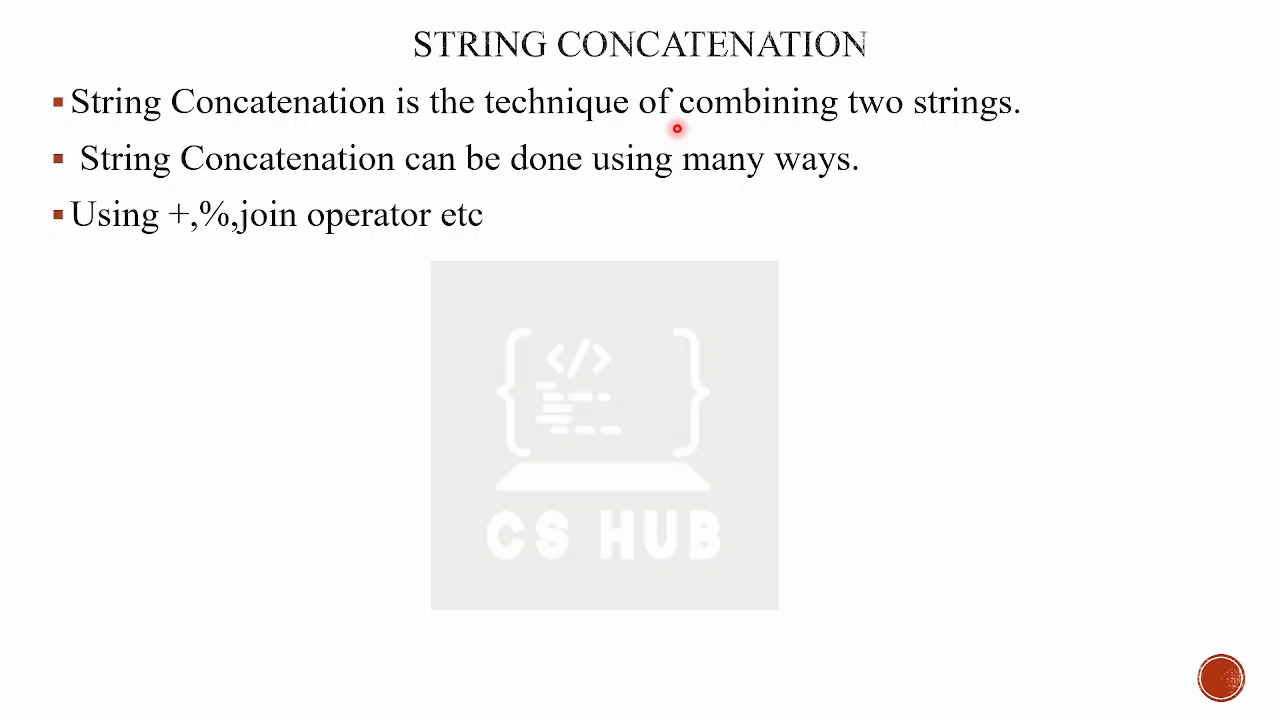 STRING CONCATENATION
▪String Concatenation is the technique of combining two strings.
▪ String Concatenation can be done using many ways.
▪Using +,%,join operator etc
</>
CS HUB